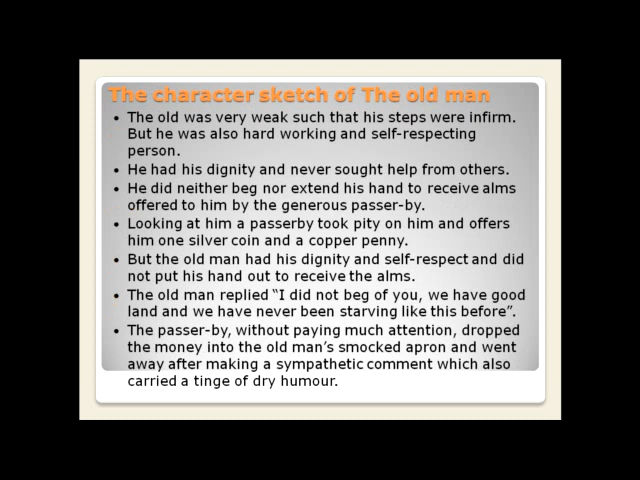 The character sketch of The old man
• The old was very weak such that his steps were infirm.
But he was also hard working and self-respecting
person.
• He had his dignity and never sought help from others.
• He did neither beg nor extend his hand to receive alms
offered to him by the generous passer-by.
• Looking at him a passerby took pity on him and offers
him one silver coin and a copper penny.
• But the old man had his dignity and self-respect and did
not put his hand out to receive the alms.
• The old man replied “I did not beg of you, we have good
land and we have never been starving like this before”.
• The passer-by, without paying much attention, dropped
the money into the old man’s smocked apron and went
away after making a sympathetic comment which also
carried a tinge of dry humour.